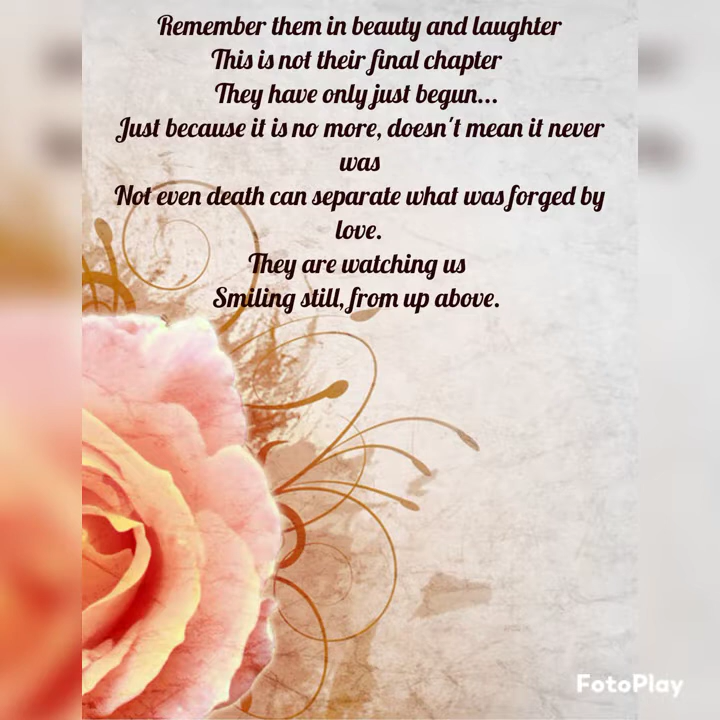 Remember them in beauty and laughter
This is not their final chapter
They have only just begun...
Just because it is no more, doesn't mean it never
was
Not even death can separate what was forged by
love.
They are watching us
Smiling still, from up above.
FotoPlay